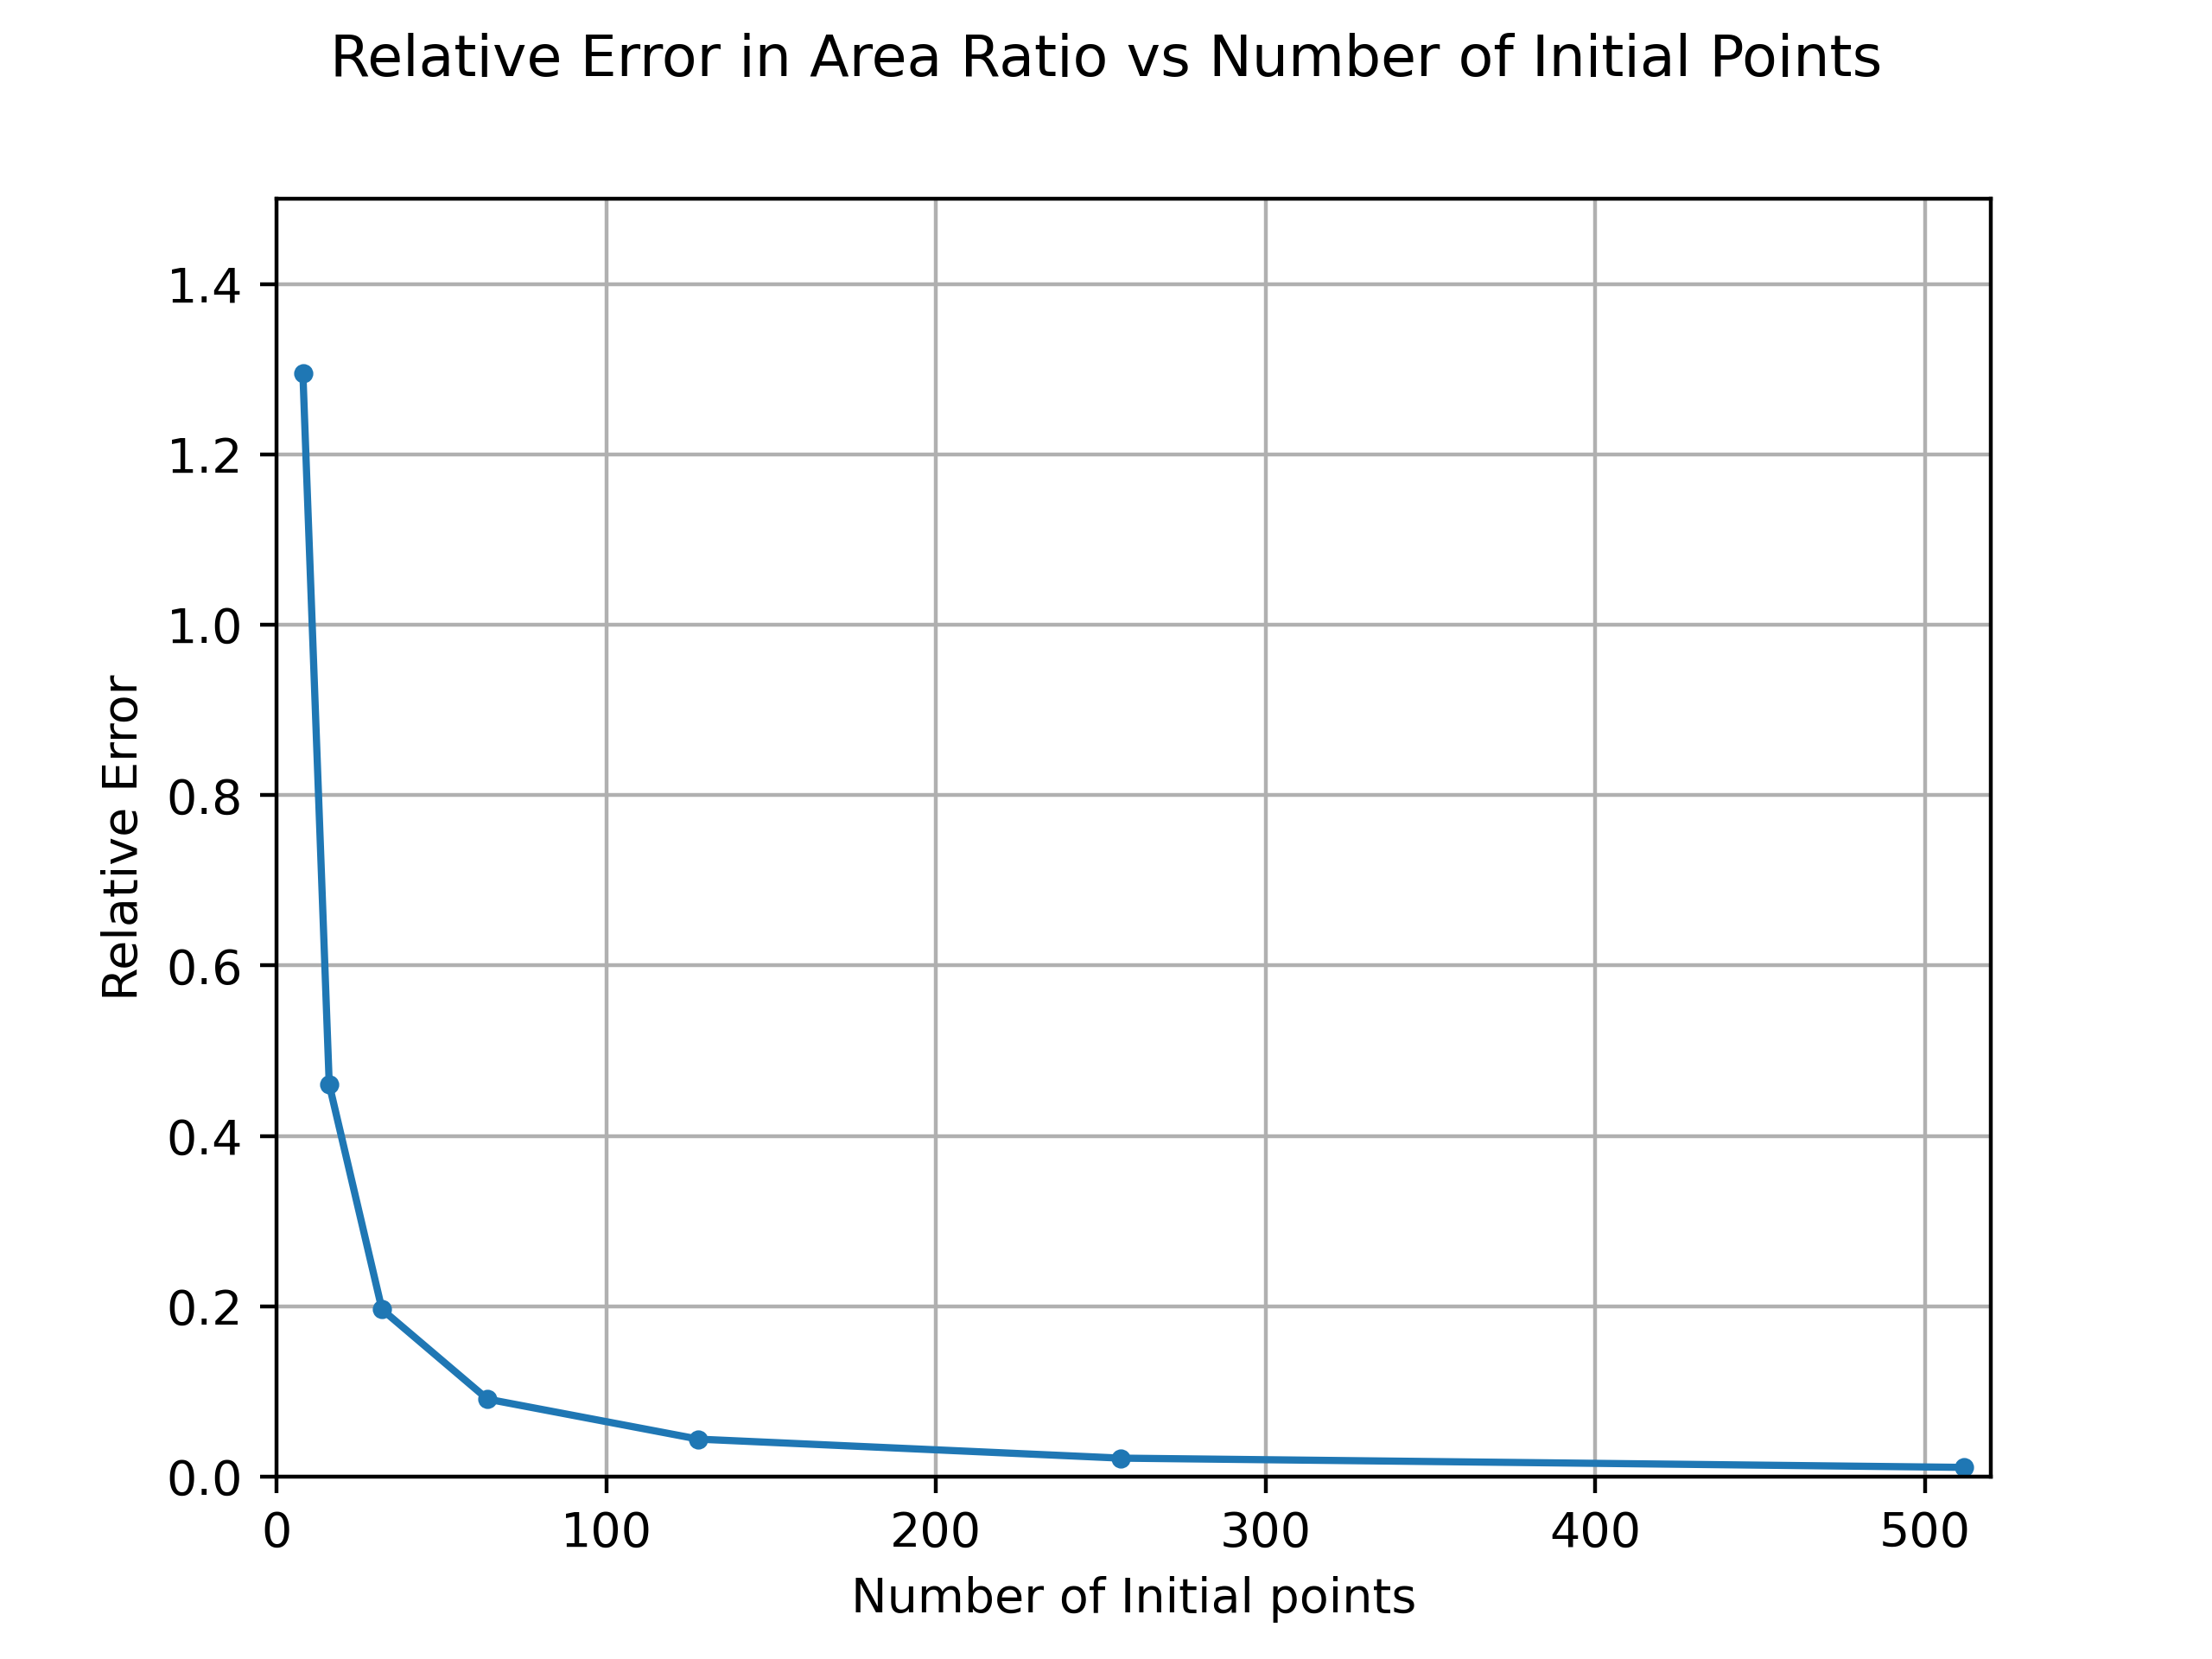 Relative Error in Area Ratio vs Number of Initial Points
1.4
1.2
1.0
0.8
0.6
0.4
0.2
0.0
Relative Error
0 100 200 300 400 500
Number of Initial points